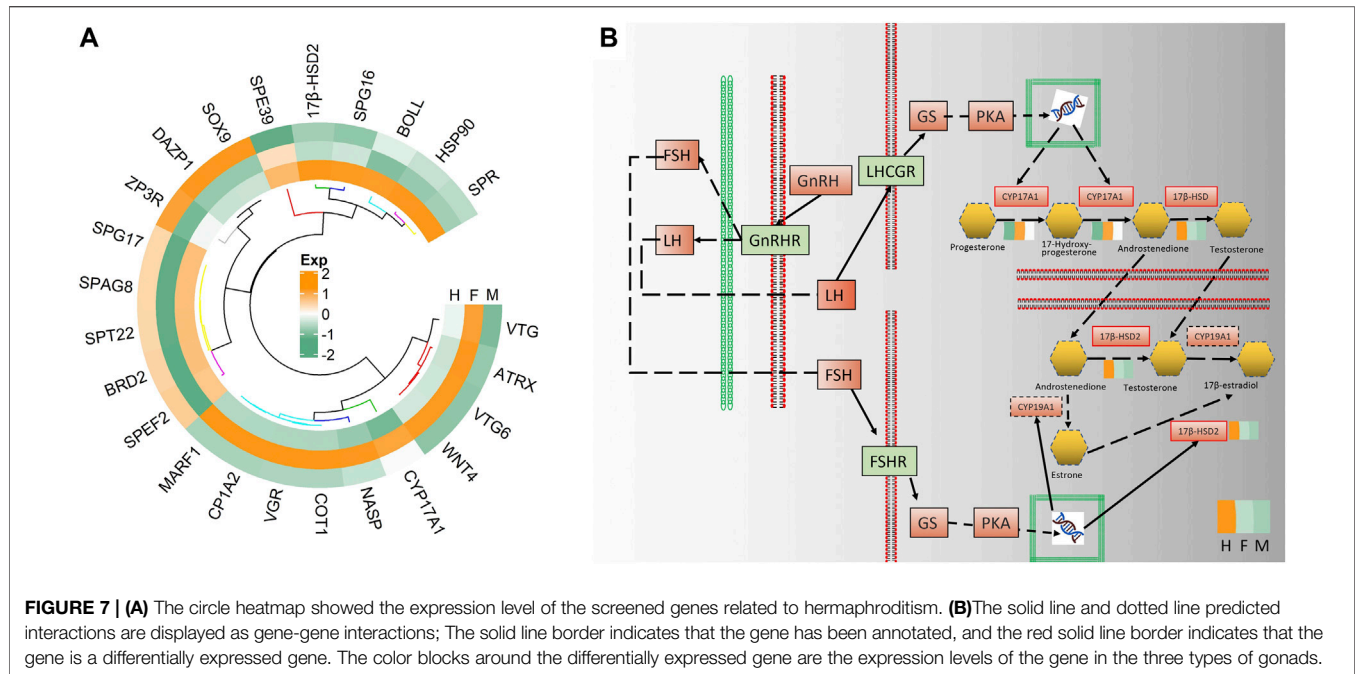 A
SPE39
17β-HSD2
SPG16
BOLL
HSP90
SPR
SOX9
DAZP1
ZP3R
SPG17
SPAG8
SPT22
BRD2
SPEF2
MARF1
CP1A2
VGR
COT1
NASP
CYP17A1
WNT4
VTG6
ATRX
VTG
H F M
Exp
2
1
0
-1
-2
B
FSH
LH
GnRH
GnRHR
LH
FSH
LHCGR
FSHR
GS
PKA
CYP17A1
CYP17A1
17β-HSD
Progesterone
17-Hydroxy-
progesterone
Androstenedione
Testosterone
17β-HSD2
CYP19A1
Androstenedione
Testosterone
17β-estradiol
CYP19A1
17β-HSD2
Estrone
GS
PKA
H F M
FIGURE 7 | (A) The circle heatmap showed the expression level of the screened genes related to hermaphroditism. (B)The solid line and dotted line predicted
interactions are displayed as gene-gene interactions; The solid line border indicates that the gene has been annotated, and the red solid line border indicates that the
gene is a differentially expressed gene. The color blocks around the differentially expressed gene are the expression levels of the gene in the three types of gonads.